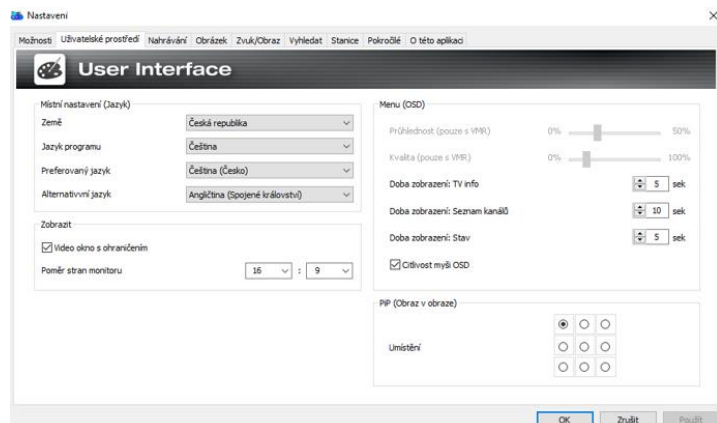 Nastavení
Možnosti Uživatelské prostředí Nahrávání Obrázek Zvuk/Obraz Vyhledat Stanice Pokročilé O této aplikaci
User Interface
Místní nastavení (Jazyk)
Země Česká republika
Jazyk programu Čeština
Preferovaný jazyk Čeština (Česko)
Alternativní jazyk Angličtina (Spojené království)
Zobrazit
Video okno s ohraničením
Poměr stran monitoru 16 : 9
Menu (OSD)
Průhlednost (pouze s VMR) 0% 50%
Kvalita (pouze s VMR) 0% 100%
Doba zobrazení: TV info 5 sek
Doba zobrazení: Seznam kanálů 10 sek
Doba zobrazení: Stav 5 sek
Citlivost myši OSD
PiP (Obraz v obraze)
Umístění
OK Zrušit Použít